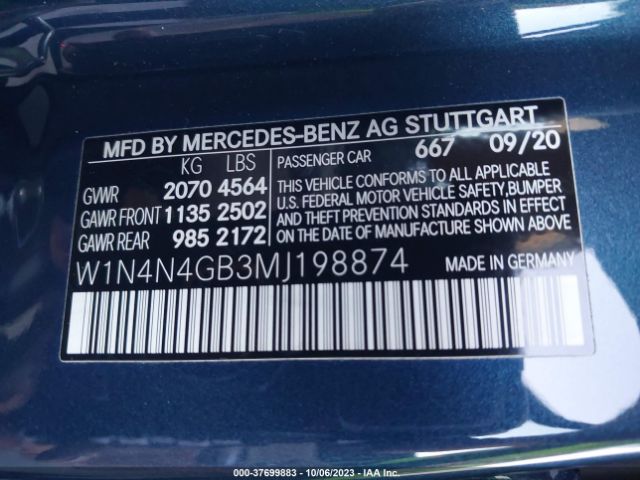 MFD BY MERCEDES-BENZ AG STUTTGART
KG LBS
PASSENGER CAR 667 09/20
GVWR 2070 4564
GAWR FRONT 1135 2502
GAWR REAR 985 2172
THIS VEHICLE CONFORMS TO ALL APPLICABLE
U.S. FEDERAL MOTOR VEHICLE SAFETY, BUMPER
AND THEFT PREVENTION STANDARDS IN EFFECT
ON THE DATE OF MANUFACTURE SHOWN ABOVE.
W1N4N4GB3MJ198874 MADE IN GERMANY
000-37699883 - 10/06/2023 - IAA Inc.